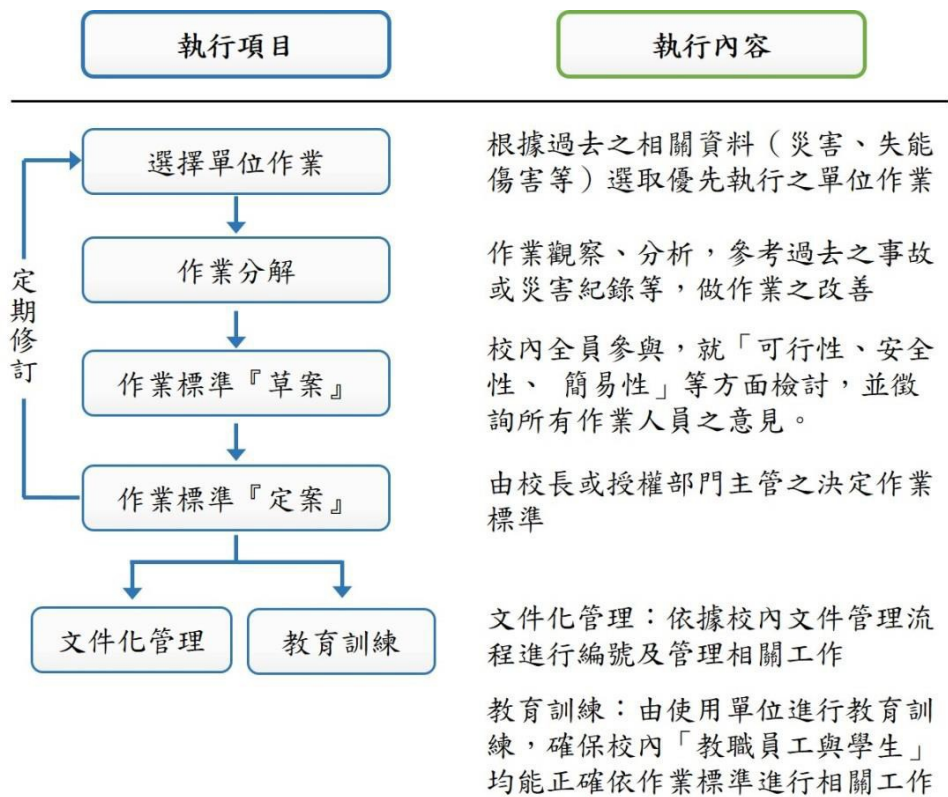 執行項目
執行內容
選擇單位作業
根據過去之相關資料（災害、失能
傷害等）選取優先執行之單位作業
作業分解
作業觀察、分析，參考過去之事故
或災害紀錄等，做作業之改善
定期修訂
作業標準『草案』
校內全員參與，就「可行性、安全
性、 簡易性」等方面檢討，並徵
詢所有作業人員之意見。
作業標準『定案』
由校長或授權部門主管之決定作業
標準
文件化管理
教育訓練
文件化管理：依據校內文件管理流
程進行編號及管理相關工作
教育訓練：由使用單位進行教育訓
練，確保校內「教職員工與學生」
均能正確依作業標準進行相關工作